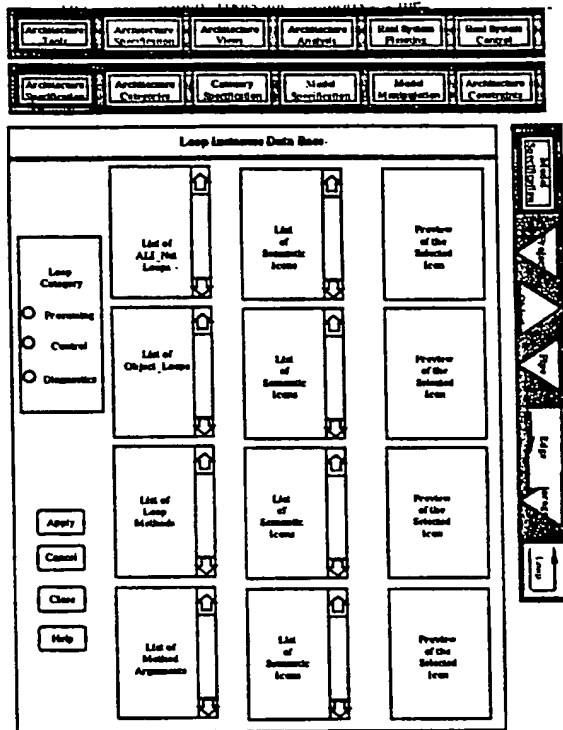 Architecture Tools
Architecture Specification
Architecture Views
Architecture Analysis
Real System Planning
Real System Control
Architecture Specification
Architecture Categories
Category Specification
Model Specification
Model Manipulation
Architecture Constraints
Loop Instance Data Base
Model Specification
Loop
Category
Processing
Control
Diagnostics
List of
ALI_Net
Loops
List
of
Semantic
Icons
Preview
of the
Selected
Icon
List of
Object_Loops
List
of
Semantic
Icons
Preview
of the
Selected
Icon
List of
Loop
Methods
List
of
Semantic
Icons
Preview
of the
Selected
Icon
List of
Method
Arguments
List
of
Semantic
Icons
Preview
of the
Selected
Icon
Apply
Cancel
Close
Help
Pipe
Edge
Loop